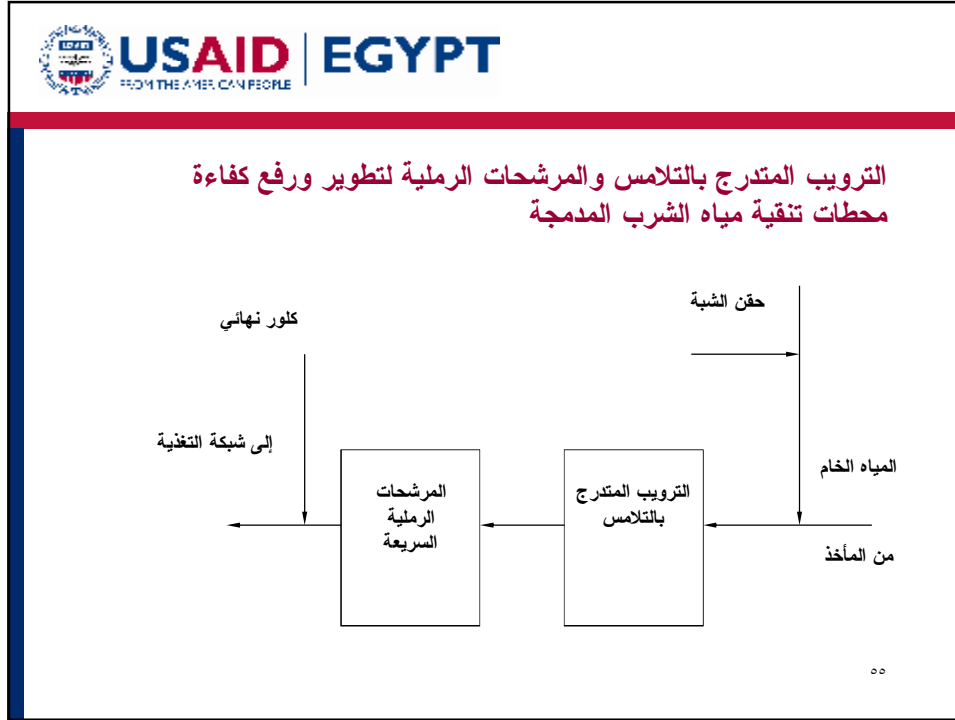 USAID | EGYPT
FROM THE AMERICAN PEOPLE
الترويب المتدرج بالتلامس والمرشحات الرملية لتطوير ورفع كفاءة
محطات تنقية مياه الشرب المدمجة
حقن الشبة
كلور نهائي
إلى شبكة التغذية
المياه الخام
الترويب المتدرج
بالتلامس
المرشحات
الرملية
السريعة
من المأخذ
٥٥